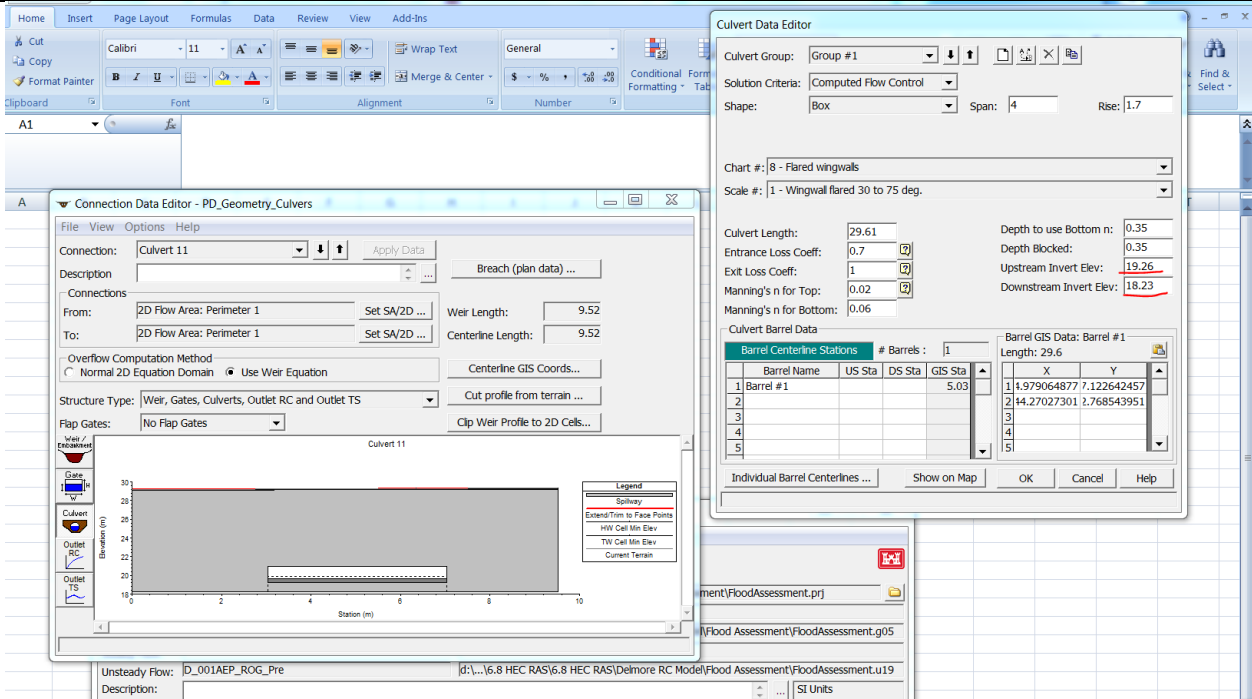 Home Insert Page Layout Formulas Data Review View Add-Ins
Cut
Copy
Format Painter
Clipboard
Calibri 11 A A
B I U A
Font
Wrap Text
Merge & Center
Alignment
General
$ % ,
Number
Conditional
Formatting
Find &
Select
A1 fx
A
Connection Data Editor - PD_Geometry_Culvers
File View Options Help
Connection: Culvert 11 Apply Data
Description ... Breach (plan data) ...
Connections
From: 2D Flow Area: Perimeter 1 Set SA/2D ... Weir Length: 9.52
To: 2D Flow Area: Perimeter 1 Set SA/2D ... Centerline Length: 9.52
Overflow Computation Method
Normal 2D Equation Domain Use Weir Equation
Centerline GIS Coords...
Structure Type: Weir, Gates, Culverts, Outlet RC and Outlet TS
Cut profile from terrain ...
Flap Gates: No Flap Gates
Clip Weir Profile to 2D Cells...
Weir /
Embankment
Gate
H
W
Culvert
Outlet
RC
Outlet
TS
Culvert 11
Elevation (m)
30
28
26
24
22
20
18
0 2 4 6 8 10
Station (m)
Legend
Spillway
Extend/Trim to Face Points
HW Cell Min Elev
TW Cell Min Elev
Current Terrain
Culvert Data Editor
Culvert Group: Group #1
Solution Criteria: Computed Flow Control
Shape: Box Span: 4 Rise: 1.7
Chart #: 8 - Flared wingwalls
Scale #: 1 - Wingwall flared 30 to 75 deg.
Culvert Length: 29.61
Entrance Loss Coeff: 0.7
Exit Loss Coeff: 1
Manning's n for Top: 0.02
Manning's n for Bottom: 0.06
Depth to use Bottom n: 0.35
Depth Blocked: 0.35
Upstream Invert Elev: 19.26
Downstream Invert Elev: 18.23
Culvert Barrel Data
Barrel Centerline Stations # Barrels : 1
Barrel Name US Sta DS Sta GIS Sta
1 Barrel #1 5.03
2
3
4
5
Barrel GIS Data: Barrel #1
Length: 29.6
X Y
1 4.979064877 7.122642457
2 44.27027301 2.768543951
3
4
5
Individual Barrel Centerlines ... Show on Map OK Cancel Help
ment\FloodAssessment.prj
l\Flood Assessment\FloodAssessment.g05
Unsteady Flow: D_001AEP_ROG_Pre d:\...\6.8 HEC RAS\6.8 HEC RAS\Delmore RC Model\Flood Assessment\FloodAssessment.u19
Description: ... SI Units